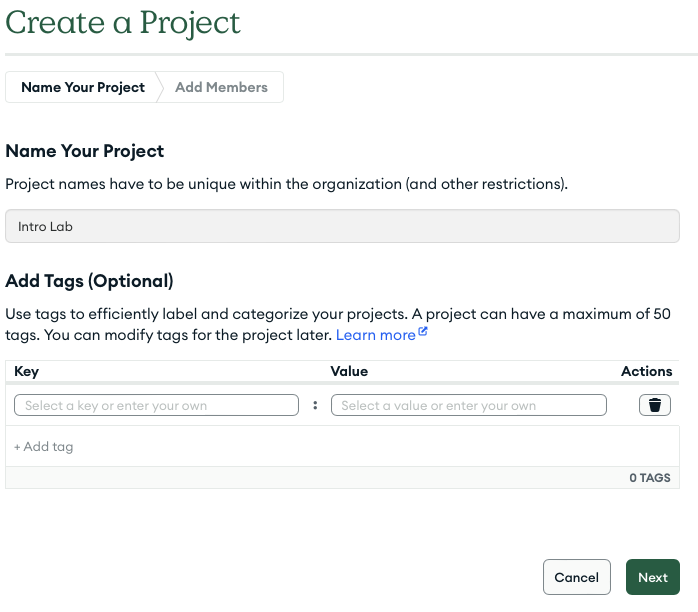 Create a Project
Name Your Project
Add Members
Name Your Project
Project names have to be unique within the organization (and other restrictions).
Intro Lab
Add Tags (Optional)
Use tags to efficiently label and categorize your projects. A project can have a maximum of 50
tags. You can modify tags for the project later. Learn more
Key Value Actions
Select a key or enter your own : Select a value or enter your own
+ Add tag
0 TAGS
Cancel Next